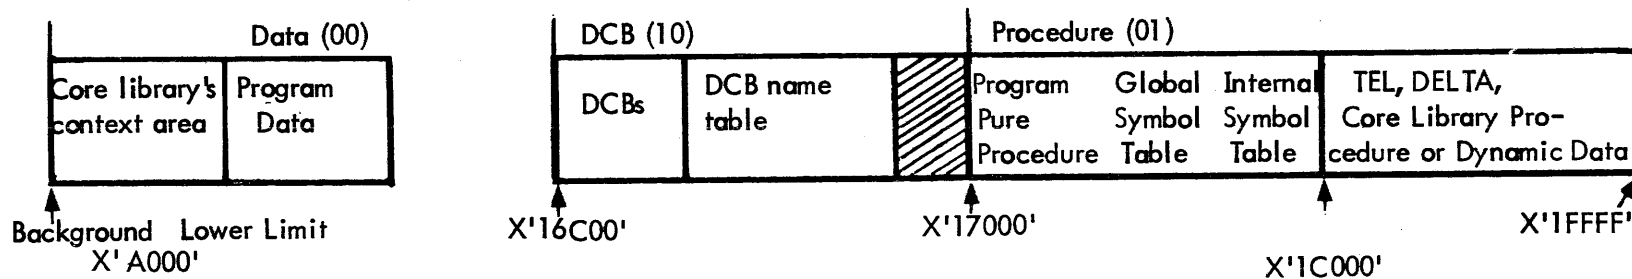 Data (00)
DCB (10)
Procedure (01)
Core library's
context area
Program
Data
DCBs
DCB name
table
Program Global Internal
Pure Symbol Symbol
Procedure Table Table
TEL, DELTA,
Core Library Pro-
cedure or Dynamic Data
Background Lower Limit
X'A000'
X'16C00'
X'17000'
X'1C000'
X'1FFFF'